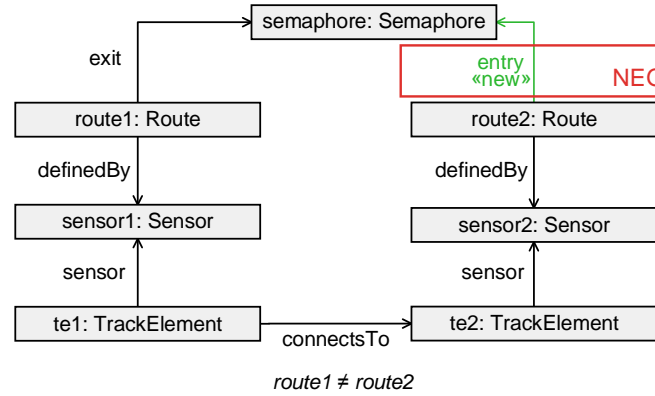 semaphore: Semaphore
exit
entry
«new»
NEG
route1: Route
route2: Route
definedBy
definedBy
sensor1: Sensor
sensor2: Sensor
sensor
sensor
te1: TrackElement
te2: TrackElement
connectsTo
route1 ≠ route2